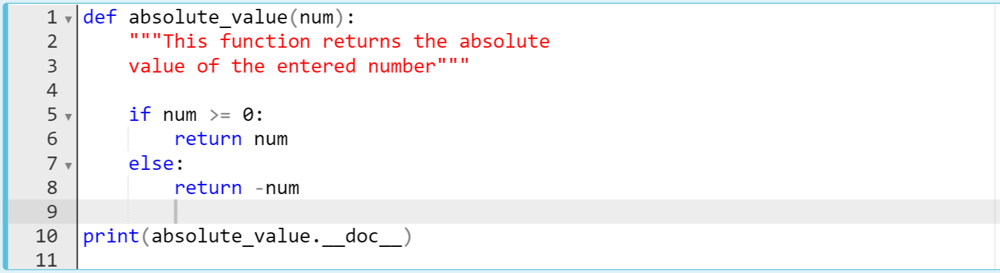 1 def absolute_value(num):
2     """This function returns the absolute
3     value of the entered number"""
4
5     if num >= 0:
6         return num
7     else:
8         return -num
9
10 print(absolute_value.__doc__)
11